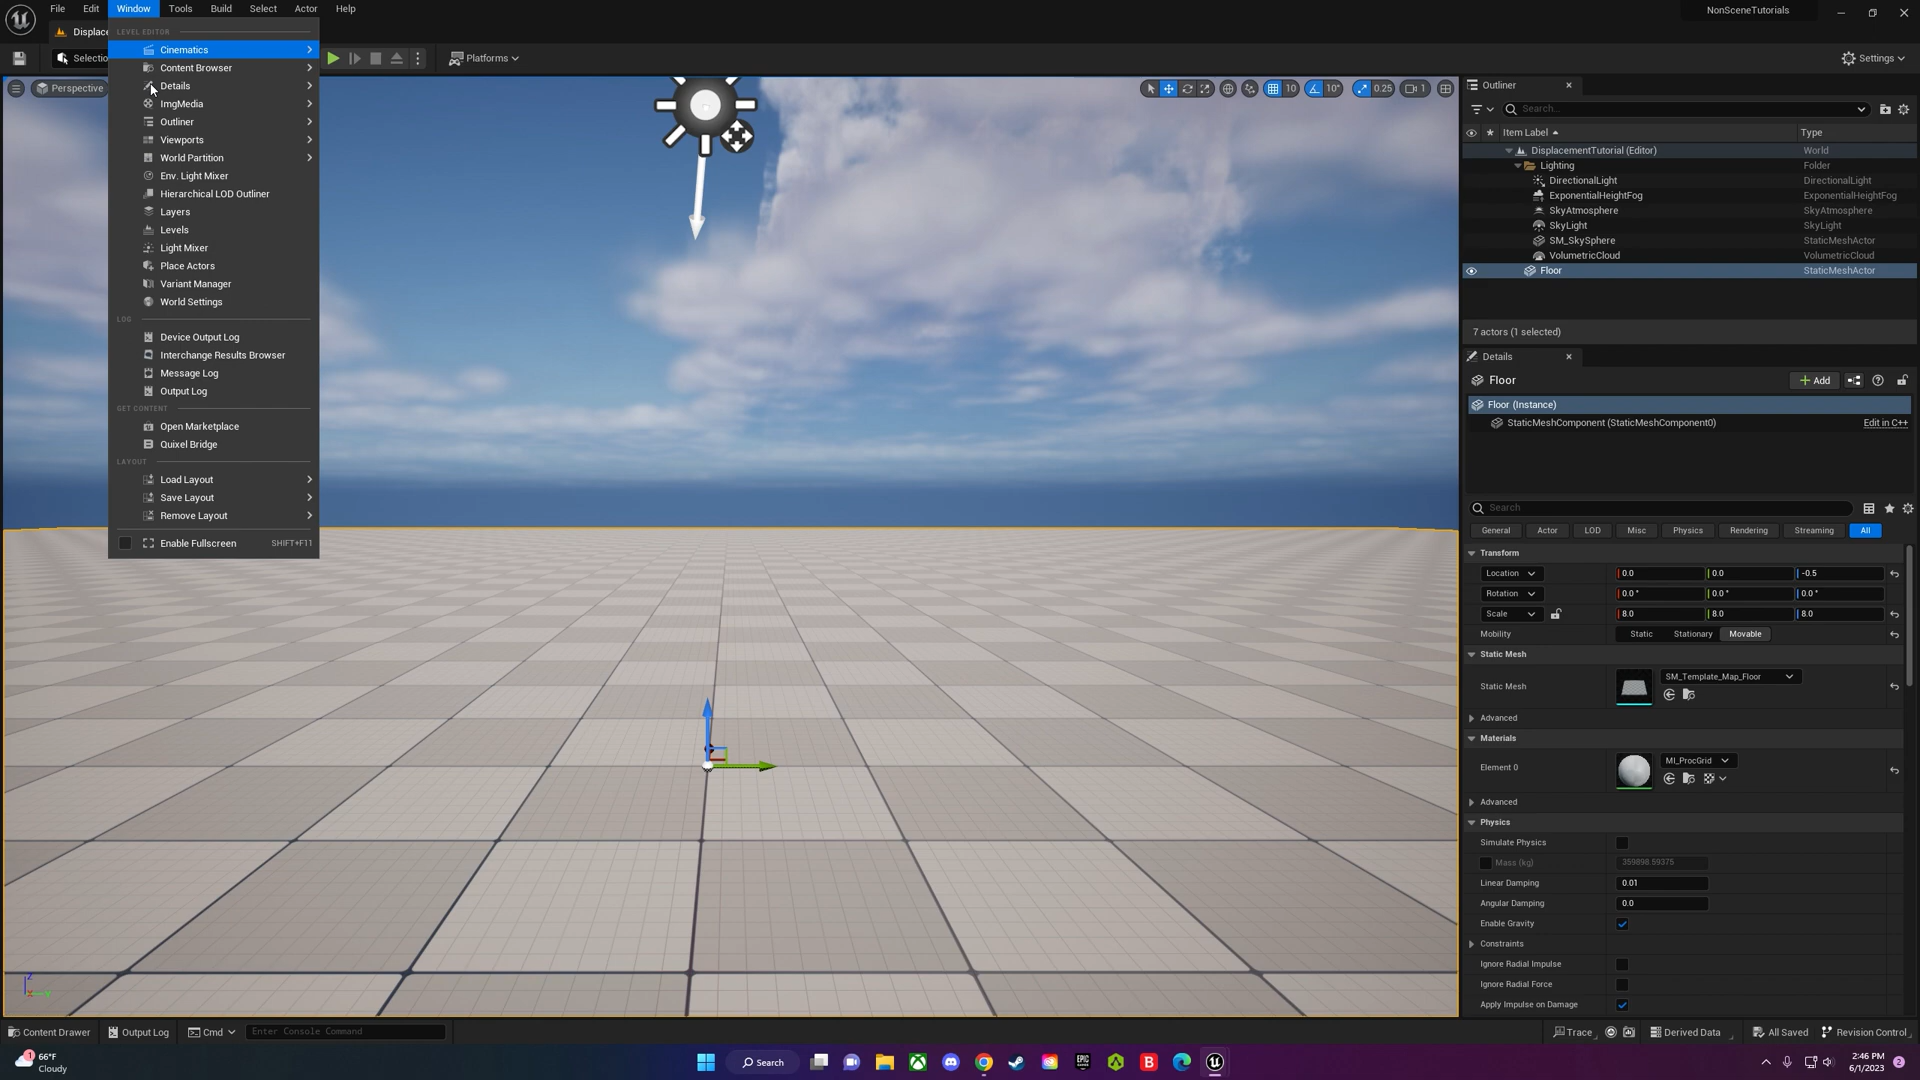 File Edit Window Tools Build Select Actor Help
NonSceneTutorials
Displace
Selectio
Platforms
Settings
LEVEL EDITOR
Cinematics
Content Browser
Details
ImgMedia
Outliner
Viewports
World Partition
Env. Light Mixer
Hierarchical LOD Outliner
Layers
Levels
Light Mixer
Place Actors
Variant Manager
World Settings
LOG
Device Output Log
Interchange Results Browser
Message Log
Output Log
GET CONTENT
Open Marketplace
Quixel Bridge
LAYOUT
Load Layout
Save Layout
Remove Layout
Enable Fullscreen SHIFT+F11
Perspective
10 10° 0.25 1
Outliner
Search...
Item Label Type
DisplacementTutorial (Editor) World
Lighting Folder
DirectionalLight DirectionalLight
ExponentialHeightFog ExponentialHeightFog
SkyAtmosphere SkyAtmosphere
SkyLight SkyLight
SM_SkySphere StaticMeshActor
VolumetricCloud VolumetricCloud
Floor StaticMeshActor
7 actors (1 selected)
Details
Floor
Add
Floor (Instance)
StaticMeshComponent (StaticMeshComponent0) Edit in C++
Search
General Actor LOD Misc Physics Rendering Streaming All
Transform
Location 0.0 0.0 -0.5
Rotation 0.0 ° 0.0 ° 0.0 °
Scale 8.0 8.0 8.0
Mobility Static Stationary Movable
Static Mesh
Static Mesh SM_Template_Map_Floor
Advanced
Materials
Element 0 MI_ProcGrid
Advanced
Physics
Simulate Physics
Mass (kg) 359898.59375
Linear Damping 0.01
Angular Damping 0.0
Enable Gravity
Constraints
Ignore Radial Impulse
Ignore Radial Force
Apply Impulse on Damage
Z
X Y
Content Drawer Output Log Cmd Enter Console Command
Trace Derived Data All Saved Revision Control
1
66°F
Cloudy
Search
EPIC GAMES
B
2:46 PM
6/1/2023
2